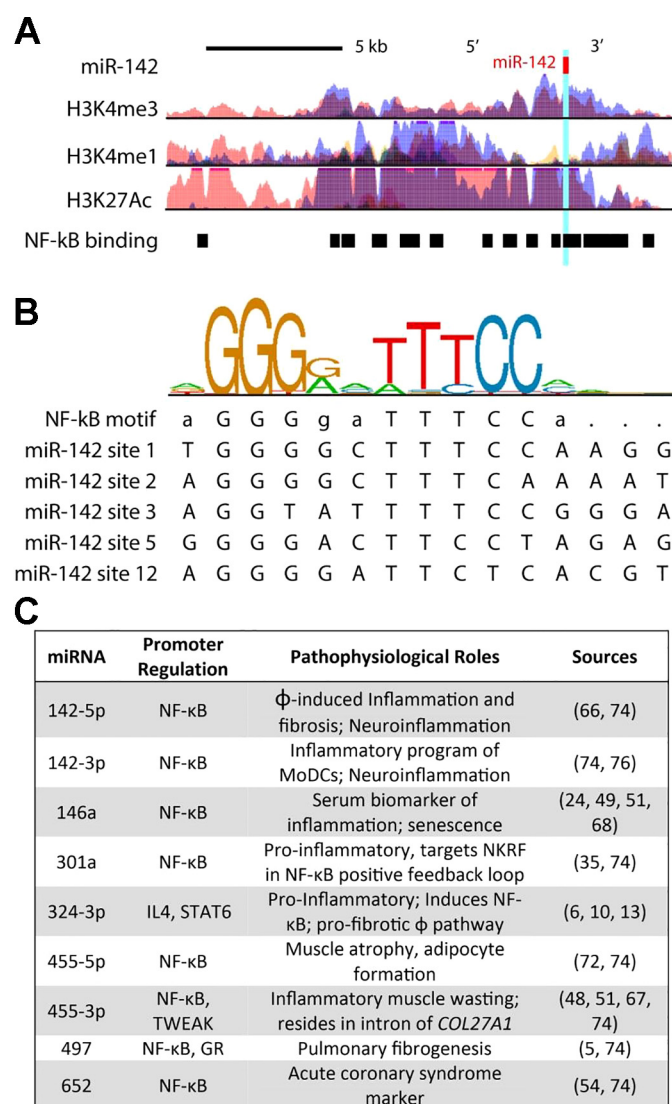 A
5 kb 5’ 3’
miR-142 miR-142
H3K4me3
H3K4me1
H3K27Ac
NF-kB binding
B
NF-kB motif a G G G g a T T T C C a . . .
miR-142 site 1 T G G G G C T T T C C A A G G
miR-142 site 2 A G G G G C T T T C A A A A T
miR-142 site 3 A G G T A T T T T C C G G G A
miR-142 site 5 G G G G A C T T C C T A G A G
miR-142 site 12 A G G G G A T T C T C A C G T
C
miRNA Promoter Regulation Pathophysiological Roles Sources
142-5p NF-κB ϕ-induced Inflammation and fibrosis; Neuroinflammation (66, 74)
142-3p NF-κB Inflammatory program of MoDCs; Neuroinflammation (74, 76)
146a NF-κB Serum biomarker of inflammation; senescence (24, 49, 51, 68)
301a NF-κB Pro-inflammatory, targets NKRF in NF-κB positive feedback loop (35, 74)
324-3p IL4, STAT6 Pro-Inflammatory; Induces NF-κB; pro-fibrotic ϕ pathway (6, 10, 13)
455-5p NF-κB Muscle atrophy, adipocyte formation (72, 74)
455-3p NF-κB, TWEAK Inflammatory muscle wasting; resides in intron of COL27A1 (48, 51, 67, 74)
497 NF-κB, GR Pulmonary fibrogenesis (5, 74)
652 NF-κB Acute coronary syndrome marker (54, 74)